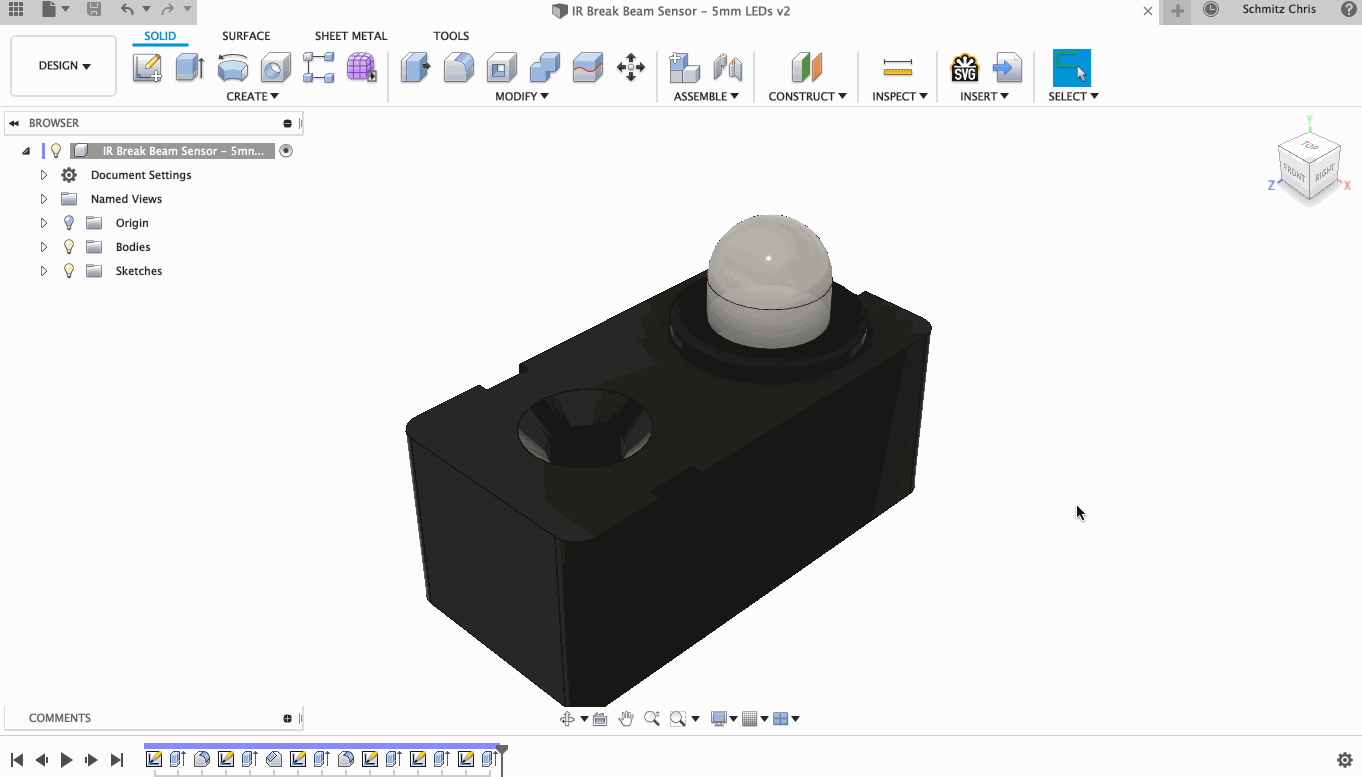 IR Break Beam Sensor – 5mm LEDs v2
Schmitz Chris
SOLID SURFACE SHEET METAL TOOLS
DESIGN
SVG
CREATE MODIFY ASSEMBLE CONSTRUCT INSPECT INSERT SELECT
BROWSER
IR Break Beam Sensor – 5mn...
Document Settings
Named Views
Origin
Bodies
Sketches
Y
TOP
FRONT RIGHT
Z X
COMMENTS